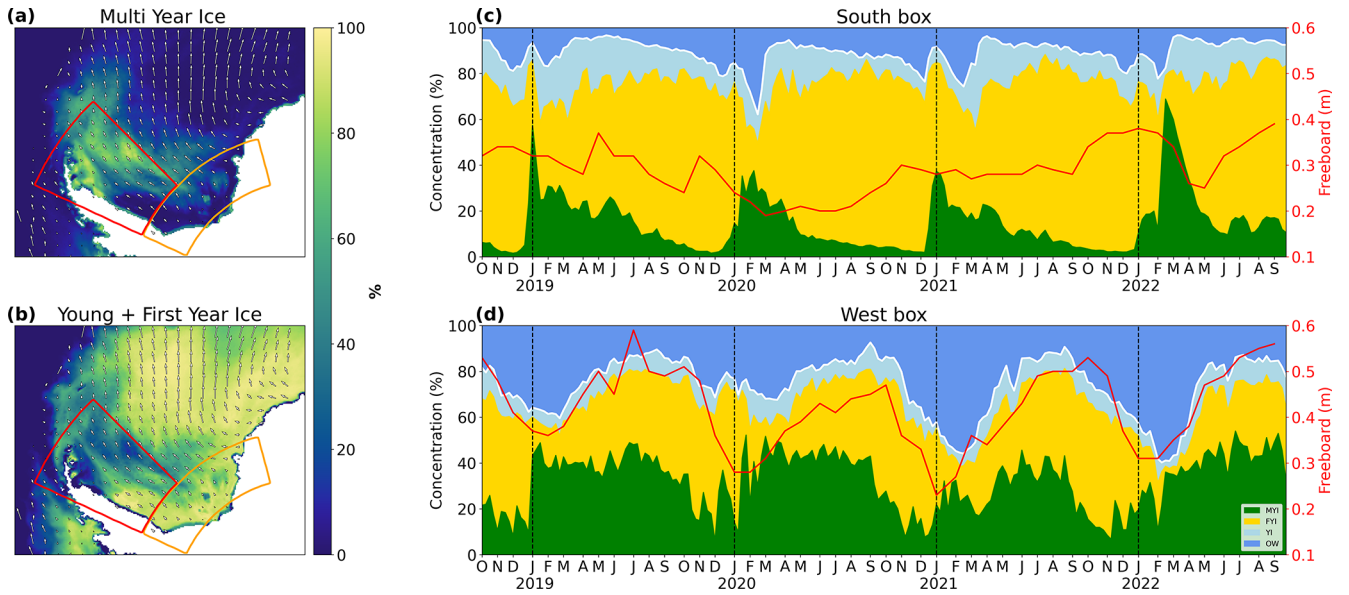 (a) Multi Year Ice
100
80
60
40
20
0
%
(b) Young + First Year Ice
(c) South box
Concentration (%)
100
80
60
40
20
0
Freeboard (m)
0.6
0.5
0.4
0.3
0.2
0.1
O N D J F M A M J J A S O N D J F M A M J J A S O N D J F M A M J J A S O N D J F M A M J J A S
2019 2020 2021 2022
(d) West box
Concentration (%)
100
80
60
40
20
0
Freeboard (m)
0.6
0.5
0.4
0.3
0.2
0.1
MYI
FYI
YI
OW
O N D J F M A M J J A S O N D J F M A M J J A S O N D J F M A M J J A S O N D J F M A M J J A S
2019 2020 2021 2022